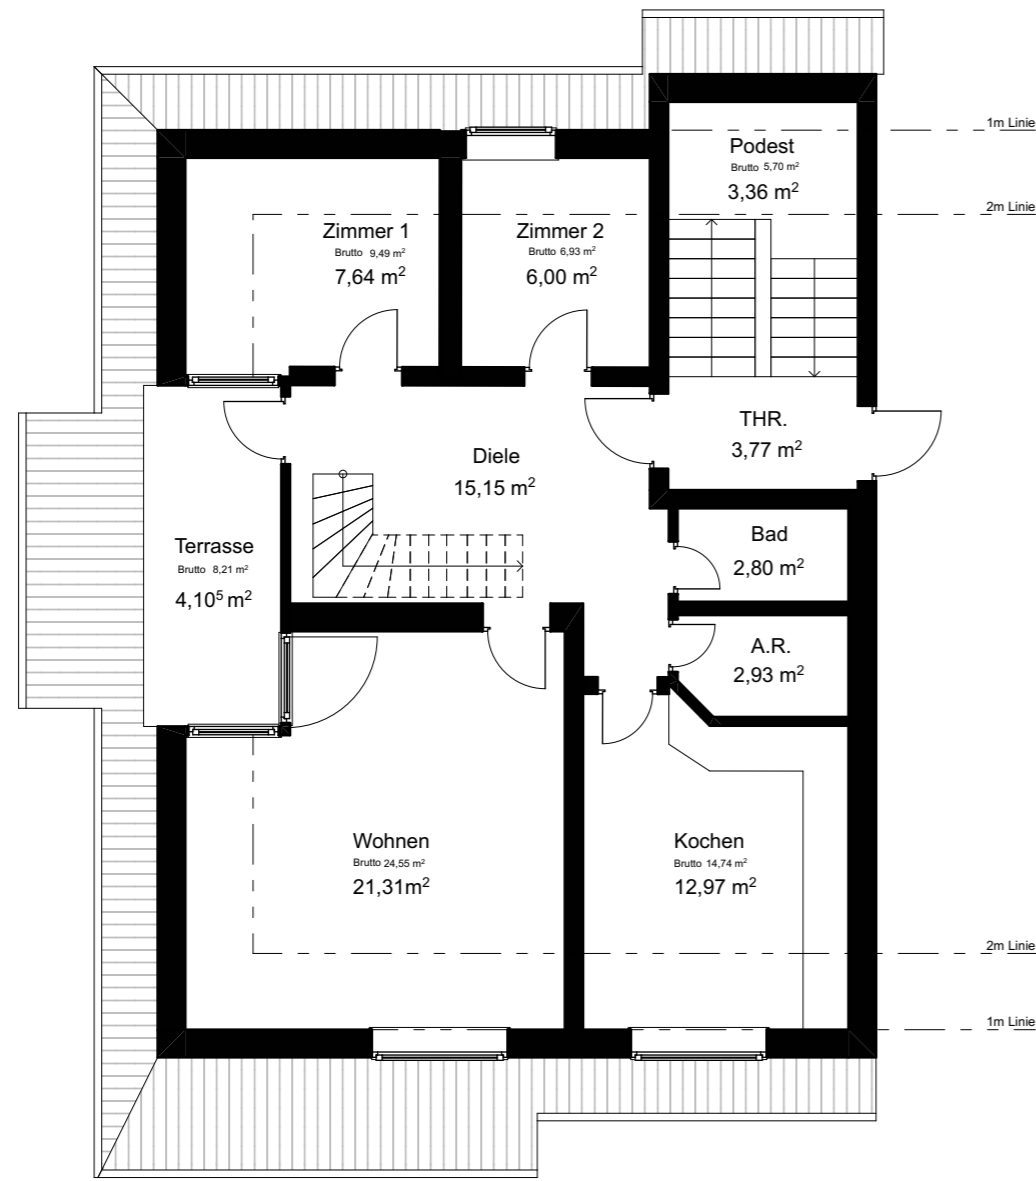 1m Linie
Podest
Brutto 5,70 m²
3,36 m²
2m Linie
Zimmer 1
Brutto 9,49 m²
7,64 m²
Zimmer 2
Brutto 6,93 m²
6,00 m²
THR.
3,77 m²
Diele
15,15 m²
Terrasse
Brutto 8,21 m²
4,10⁵ m²
Bad
2,80 m²
A.R.
2,93 m²
Wohnen
Brutto 24,55 m²
21,31m²
Kochen
Brutto 14,74 m²
12,97 m²
2m Linie
1m Linie